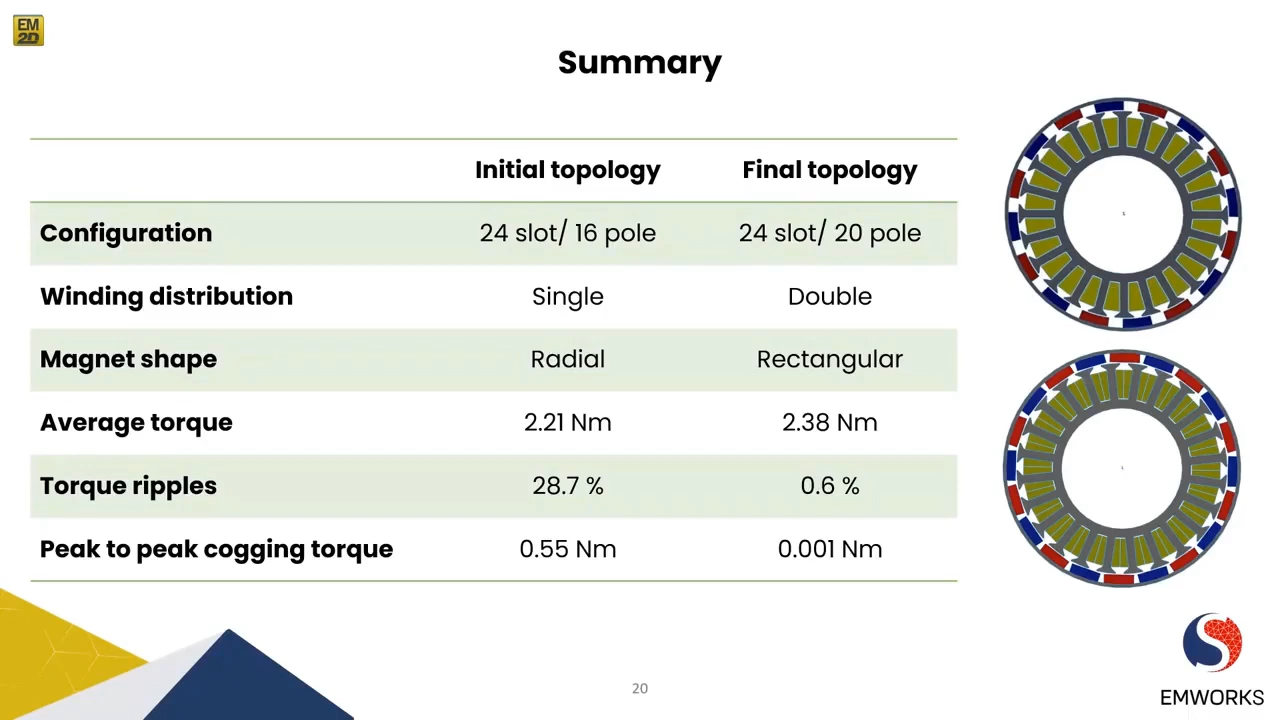 EM
2D
Summary
Initial topology Final topology
Configuration 24 slot/ 16 pole 24 slot/ 20 pole
Winding distribution Single Double
Magnet shape Radial Rectangular
Average torque 2.21 Nm 2.38 Nm
Torque ripples 28.7 % 0.6 %
Peak to peak cogging torque 0.55 Nm 0.001 Nm
20
EMWORKS